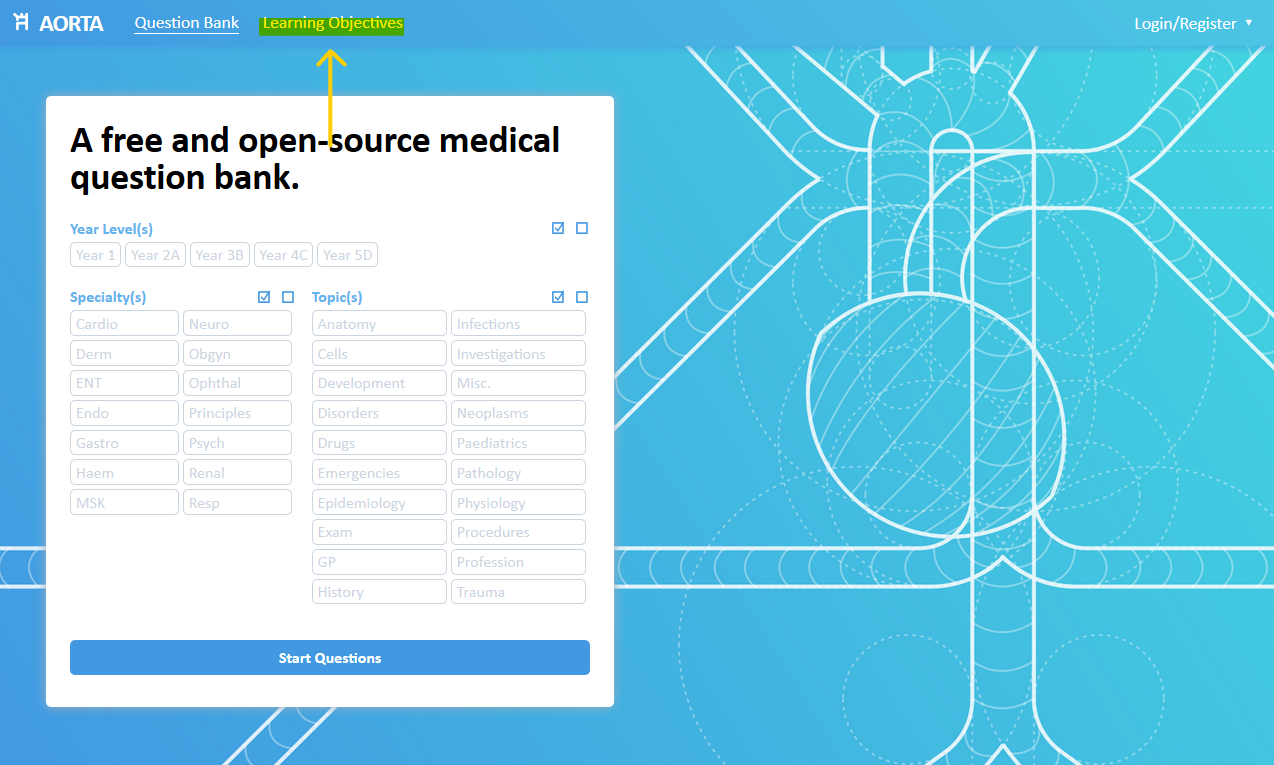 AORTA Question Bank Learning Objectives Login/Register
A free and open-source medical
question bank.
Year Level(s)
Year 1 Year 2A Year 3B Year 4C Year 5D
Specialty(s) Topic(s)
Cardio Neuro Anatomy Infections
Derm Obgyn Cells Investigations
ENT Ophthal Development Misc.
Endo Principles Disorders Neoplasms
Gastro Psych Drugs Paediatrics
Haem Renal Emergencies Pathology
MSK Resp Epidemiology Physiology
Exam Procedures
GP Profession
History Trauma
Start Questions